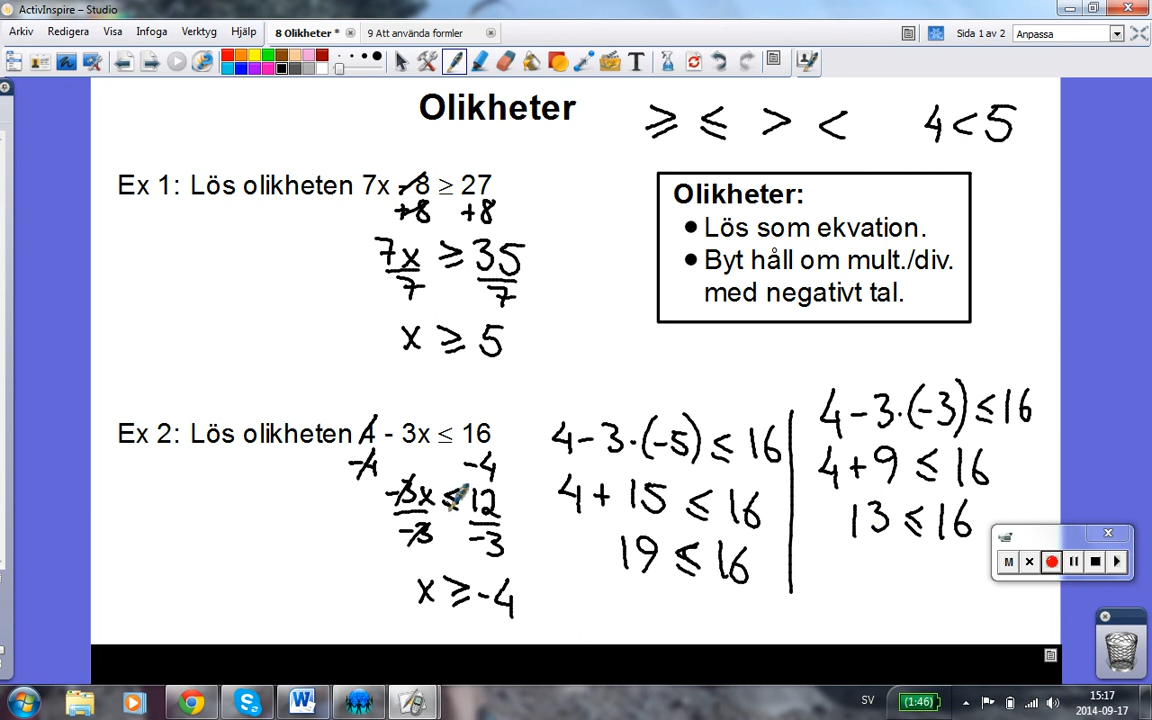 ActivInspire – Studio
Arkiv Redigera Visa Infoga Verktyg Hjälp
8 Olikheter *
9 Att använda formler
Sida 1 av 2
Anpassa
Olikheter
≥ ≤ > < 4 < 5
Ex 1: Lös olikheten 7x - 8 ≥ 27
+8 +8
7x/7 ≥ 35/7
x ≥ 5
Olikheter:
• Lös som ekvation.
• Byt håll om mult./div.
med negativt tal.
Ex 2: Lös olikheten 4 - 3x ≤ 16
-4 -4
-3x/-3 ≤ 12/-3
x ≥ -4
4 - 3·(-5) ≤ 16
4 + 15 ≤ 16
19 ≤ 16
4 - 3·(-3) ≤ 16
4 + 9 ≤ 16
13 ≤ 16
M
SV
(1:46)
15:17
2014-09-17